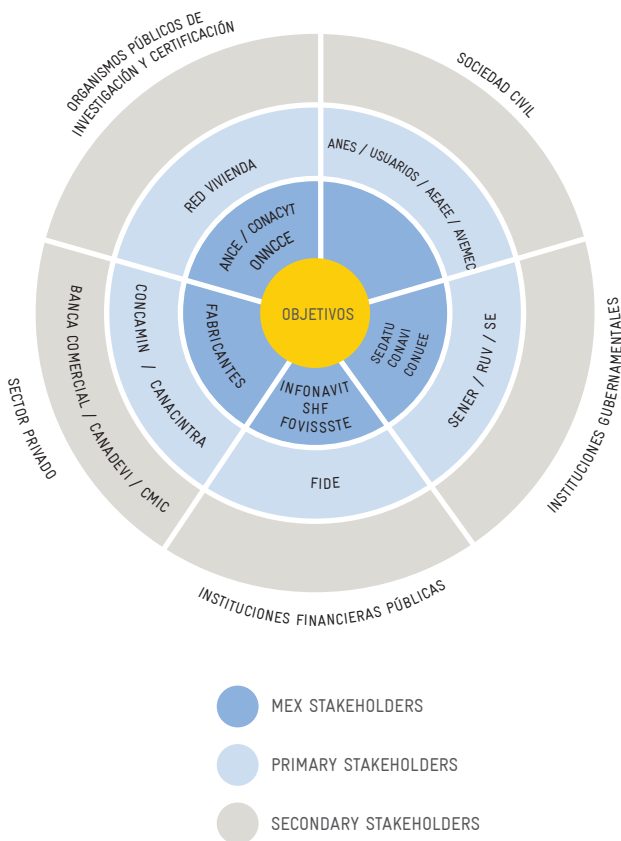 ORGANISMOS PÚBLICOS DE
INVESTIGACIÓN Y CERTIFICACIÓN
SOCIEDAD CIVIL
RED VIVIENDA
ANES / USUARIOS / AEAEE / AVEMEC
ANCE / CONACYT
ONNCCE
OBJETIVOS
FABRICANTES
SEDATU
CONAVI
CONUEE
CONCAMIN / CANACINTRA
SENER / RUV / SE
INFONAVIT
SHF
FOVISSSTE
BANCA COMERCIAL / CANADEVI / CMIC
SECTOR PRIVADO
INSTITUCIONES GUBERNAMENTALES
FIDE
INSTITUCIONES FINANCIERAS PÚBLICAS
MEX STAKEHOLDERS
PRIMARY STAKEHOLDERS
SECONDARY STAKEHOLDERS